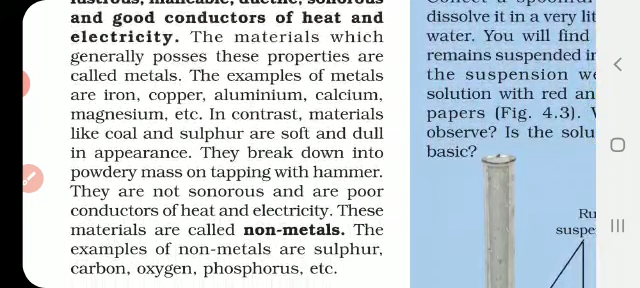 lustrous, malleable, ductile, sonorous
and good conductors of heat and
electricity. The materials which
generally posses these properties are
called metals. The examples of metals
are iron, copper, aluminium, calcium,
magnesium, etc. In contrast, materials
like coal and sulphur are soft and dull
in appearance. They break down into
powdery mass on tapping with hammer.
They are not sonorous and are poor
conductors of heat and electricity. These
materials are called non-metals. The
examples of non-metals are sulphur,
carbon, oxygen, phosphorus, etc.
dissolve it in a very
water. You will find
remains suspended
the suspension
solution with red
papers (Fig. 4.3).
observe? Is the
basic?